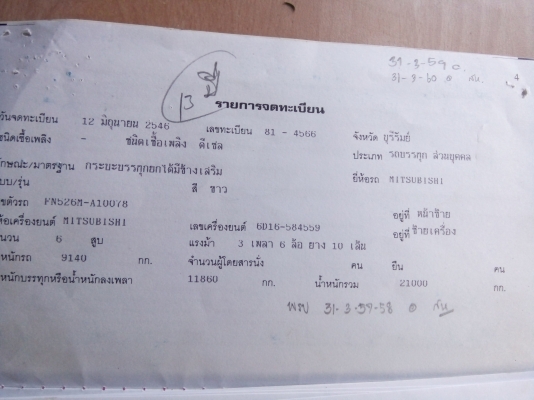 31-3-59
31-3-60
4
13 ปี
รายการจดทะเบียน
วันจดทะเบียน 12 มิถุนายน 2546 เลขทะเบียน 81 - 4566 จังหวัด บุรีรัมย์
ชนิดเชื้อเพลิง - ชนิดเชื้อเพลิง ดีเซล ประเภท รถบรรทุก ส่วนบุคคล
ลักษณะ/มาตรฐาน กระบะบรรทุกยกได้มีข้างเสริม ยี่ห้อรถ MITSUBISHI
แบบ/รุ่น สี ขาว
เลขตัวรถ FN526M-A10078 อยู่ที่ หน้าซ้าย
ยี่ห้อเครื่องยนต์ MITSUBISHI เลขเครื่องยนต์ 6D16-584559 อยู่ที่ ซ้ายเครื่อง
จำนวน 6 สูบ แรงม้า 3 เพลา 6 ล้อ ยาง 10 เส้น
น้ำหนักรถ 9140 กก. จำนวนผู้โดยสารนั่ง คน ยืน คน
น้ำหนักบรรทุกหรือน้ำหนักลงเพลา 11860 กก. น้ำหนักรวม 21000 กก.
พรบ 31-3-57-58